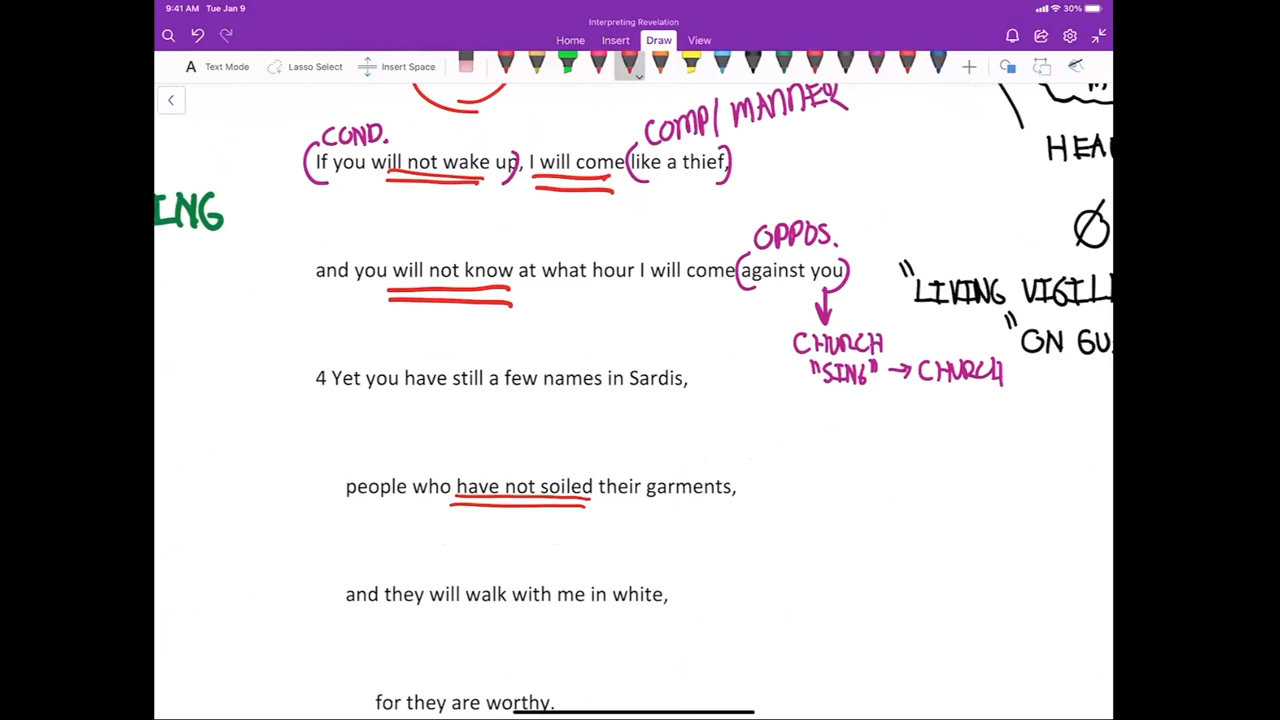 9:41 AM Tue Jan 9
30%
Interpreting Revelation
Home Insert Draw View
A Text Mode Lasso Select Insert Space
COND.
COMP/ MANNER
If you will not wake up, I will come like a thief,
HEA
ING
OPPOS.
and you will not know at what hour I will come against you
"LIVING VIGIL
CHURCH
"ON GU
"SING" → CHURCH
4 Yet you have still a few names in Sardis,
people who have not soiled their garments,
and they will walk with me in white,
for they are worthy.